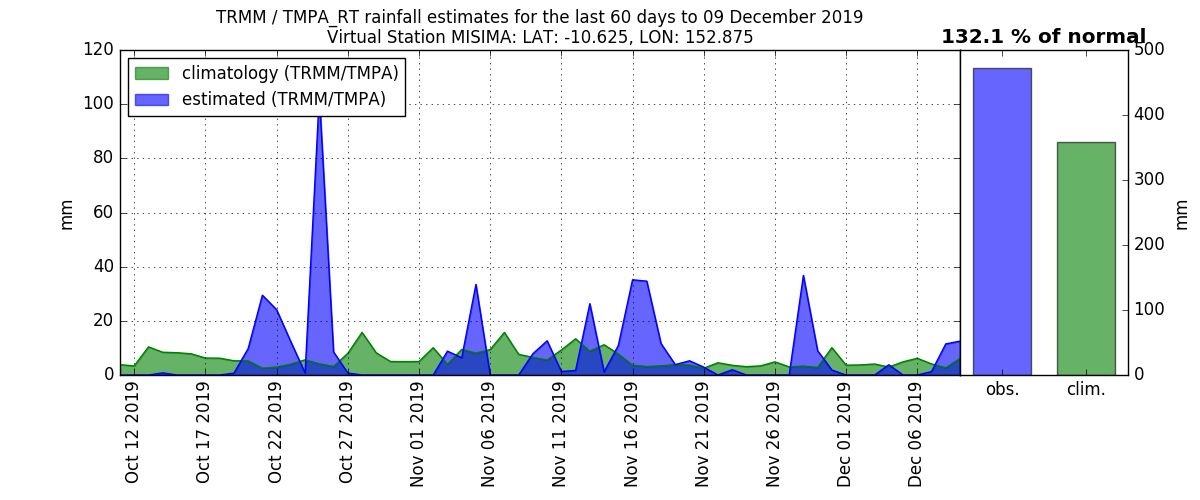 TRMM / TMPA_RT rainfall estimates for the last 60 days to 09 December 2019
Virtual Station MISIMA: LAT: -10.625, LON: 152.875
132.1 % of normal
climatology (TRMM/TMPA)
estimated (TRMM/TMPA)
120
100
80
60
40
20
0
mm
Oct 12 2019
Oct 17 2019
Oct 22 2019
Oct 27 2019
Nov 01 2019
Nov 06 2019
Nov 11 2019
Nov 16 2019
Nov 21 2019
Nov 26 2019
Dec 01 2019
Dec 06 2019
500
400
300
200
100
0
mm
obs.
clim.